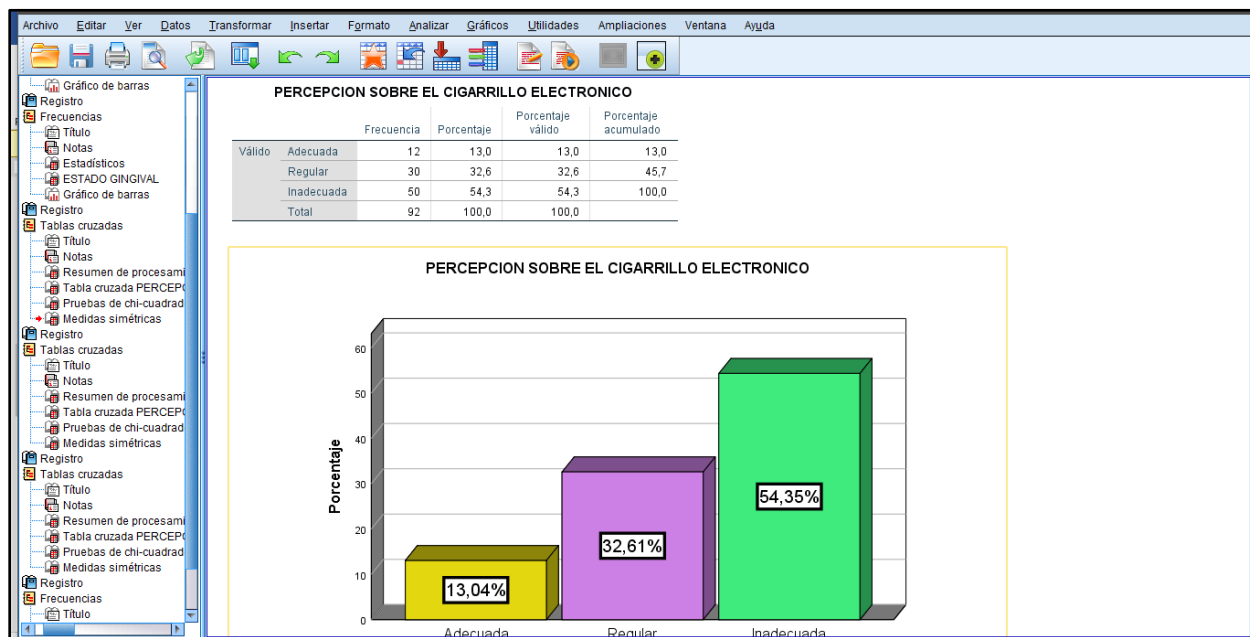 Archivo Editar Ver Datos Transformar Insertar Formato Analizar Gráficos Utilidades Ampliaciones Ventana Ayuda
Gráfico de barras
Registro
Frecuencias
Título
Notas
Estadísticos
ESTADO GINGIVAL
Gráfico de barras
Registro
Tablas cruzadas
Título
Notas
Resumen de procesami
Tabla cruzada PERCEP
Pruebas de chi-cuadrad
Medidas simétricas
Registro
Tablas cruzadas
Título
Notas
Resumen de procesami
Tabla cruzada PERCEP
Pruebas de chi-cuadrad
Medidas simétricas
Registro
Tablas cruzadas
Título
Notas
Resumen de procesami
Tabla cruzada PERCEP
Pruebas de chi-cuadrad
Medidas simétricas
Registro
Frecuencias
Título
PERCEPCION SOBRE EL CIGARRILLO ELECTRONICO
Frecuencia Porcentaje Porcentaje válido Porcentaje acumulado
Válido Adecuada 12 13,0 13,0 13,0
Regular 30 32,6 32,6 45,7
Inadecuada 50 54,3 54,3 100,0
Total 92 100,0 100,0
PERCEPCION SOBRE EL CIGARRILLO ELECTRONICO
Porcentaje
60
50
40
30
20
10
0
13,04%
32,61%
54,35%
Adecuada Regular Inadecuada